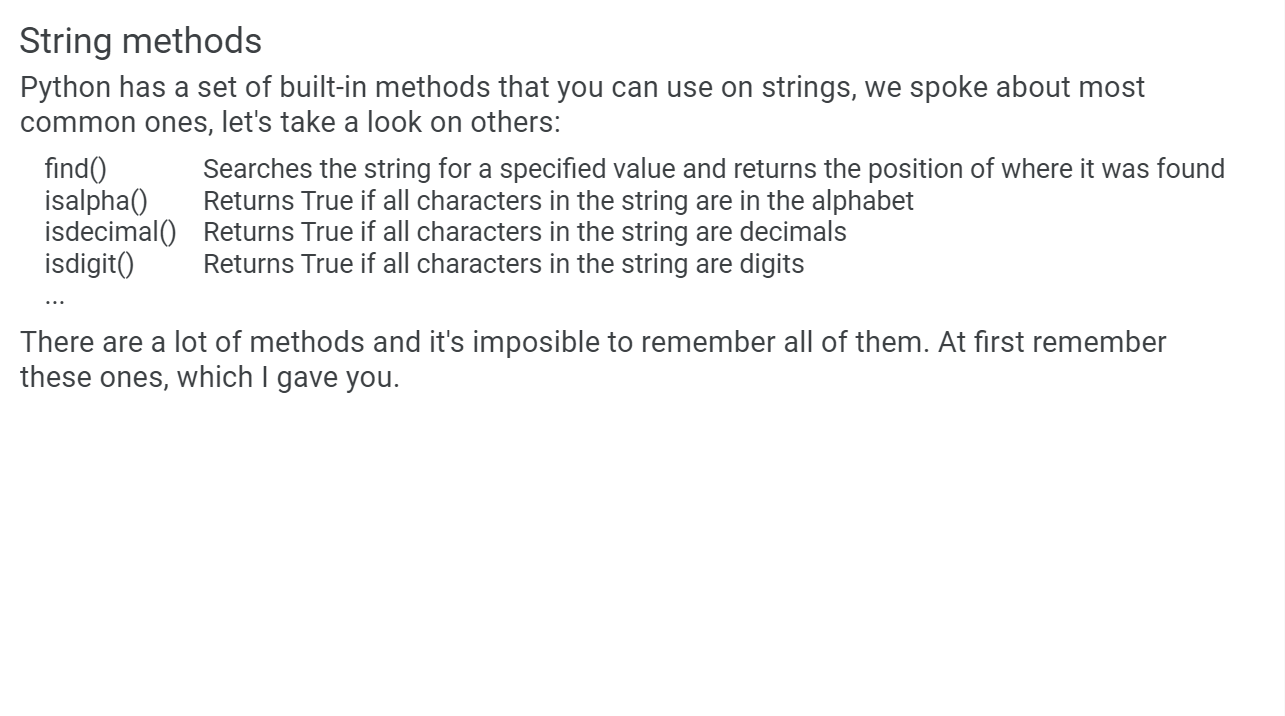 String methods
Python has a set of built-in methods that you can use on strings, we spoke about most
common ones, let's take a look on others:
find() Searches the string for a specified value and returns the position of where it was found
isalpha() Returns True if all characters in the string are in the alphabet
isdecimal() Returns True if all characters in the string are decimals
isdigit() Returns True if all characters in the string are digits
...
There are a lot of methods and it's imposible to remember all of them. At first remember
these ones, which I gave you.